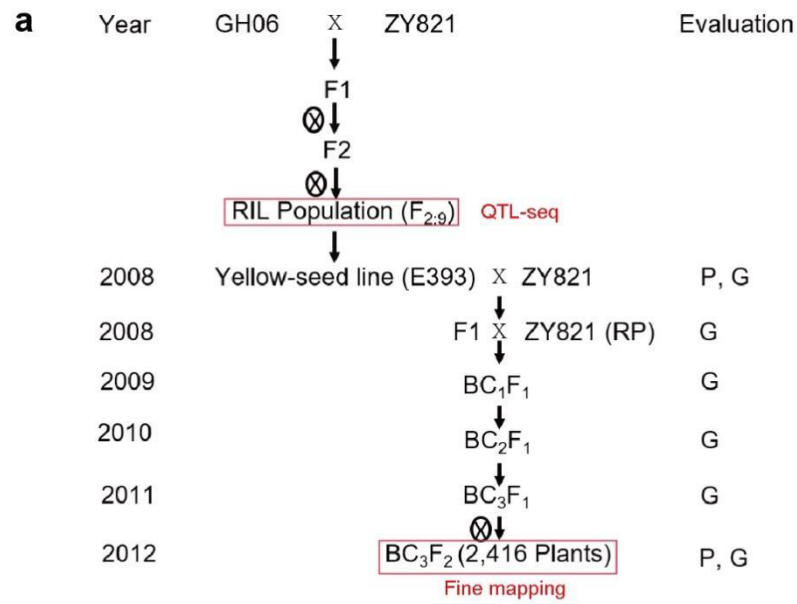 a
Year GH06 X ZY821 Evaluation
F1
F2
RIL Population (F2:9) QTL-seq
2008 Yellow-seed line (E393) X ZY821 P, G
2008 F1 X ZY821 (RP) G
2009 BC1F1 G
2010 BC2F1 G
2011 BC3F1 G
2012 BC3F2 (2,416 Plants) P, G
Fine mapping